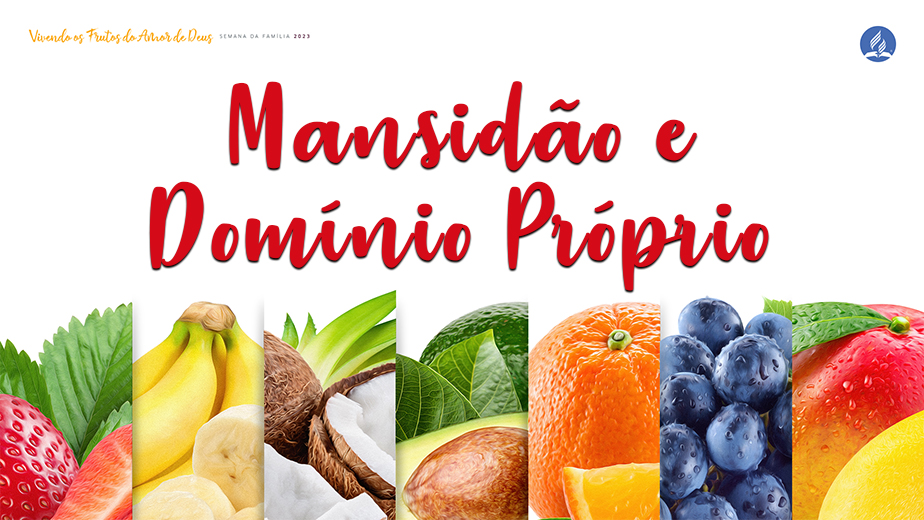 Vivendo os Frutos do Amor de Deus SEMANA DA FAMÍLIA 2023
Mansidão e
Domínio Próprio